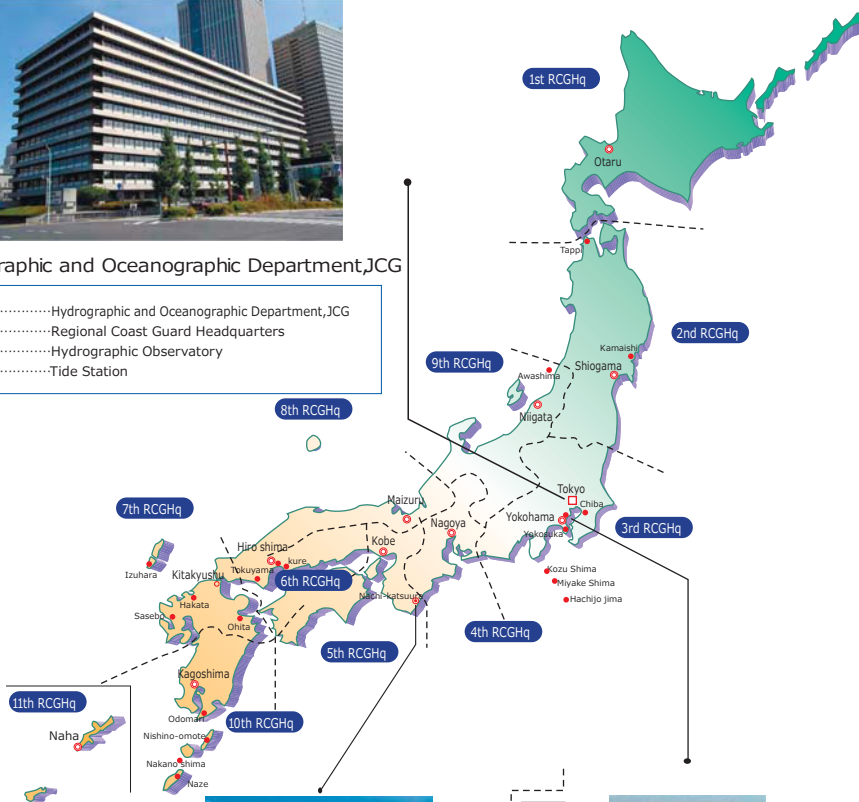 1st RCGHq
Otaru
Tappi
raphic and Oceanographic Department,JCG
Hydrographic and Oceanographic Department,JCG
Regional Coast Guard Headquarters
Hydrographic Observatory
Tide Station
2nd RCGHq
Kamaishi
Shiogama
9th RCGHq
Awashima
Niigata
8th RCGHq
Tokyo
Chiba
Yokohama
Yokosuka
3rd RCGHq
Maizuru
Nagoya
Kobe
7th RCGHq
Izuhara
Hiro shima
kure
Tokuyama
6th RCGHq
Kitakyushu
Hakata
Sasebo
Ohita
Nachi-katsuura
Kozu Shima
Miyake Shima
Hachijo jima
4th RCGHq
5th RCGHq
Kagoshima
11th RCGHq
10th RCGHq
Odomari
Naha
Nishino-omote
Nakano shima
Naze